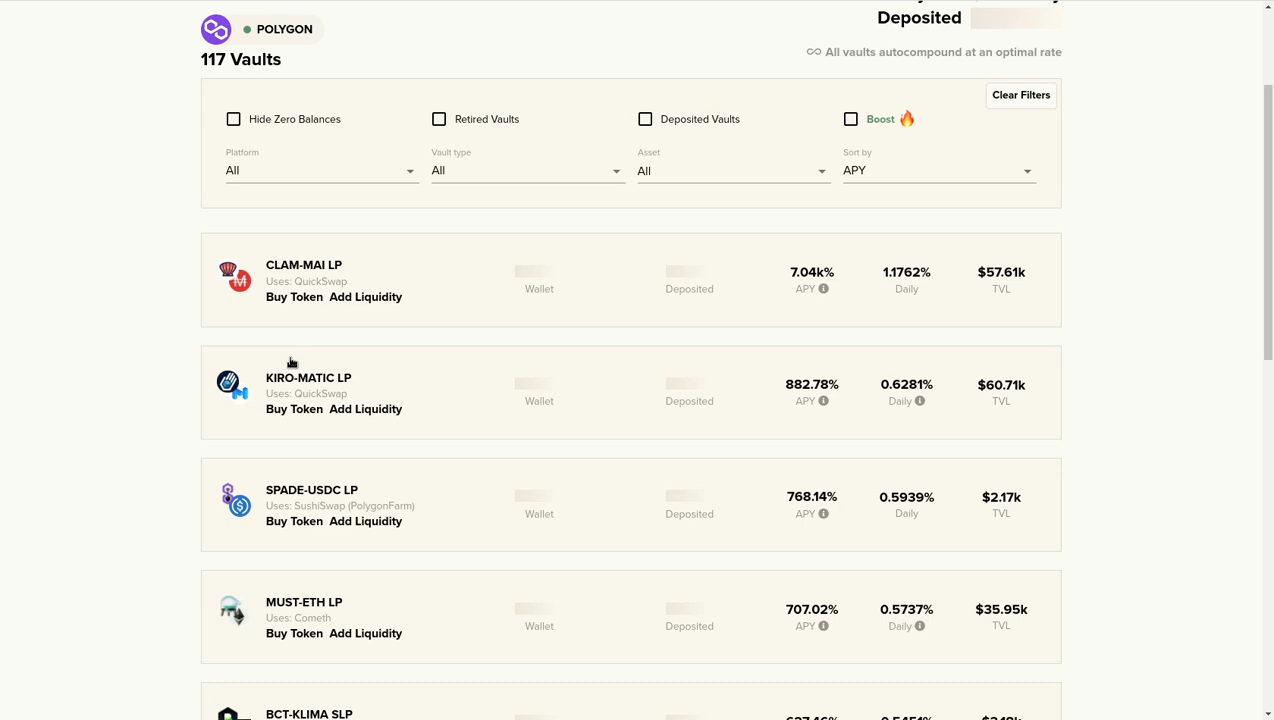 Deposited
POLYGON
117 Vaults
All vaults autocompound at an optimal rate
Clear Filters
Hide Zero Balances
Retired Vaults
Deposited Vaults
Boost
Platform
All
Vault type
All
Asset
All
Sort by
APY
CLAM-MAI LP
Uses: QuickSwap
Buy Token Add Liquidity
Wallet
Deposited
7.04k%
APY
1.1762%
Daily
$57.61k
TVL
KIRO-MATIC LP
Uses: QuickSwap
Buy Token Add Liquidity
Wallet
Deposited
882.78%
APY
0.6281%
Daily
$60.71k
TVL
SPADE-USDC LP
Uses: SushiSwap (PolygonFarm)
Buy Token Add Liquidity
Wallet
Deposited
768.14%
APY
0.5939%
Daily
$2.17k
TVL
MUST-ETH LP
Uses: Cometh
Buy Token Add Liquidity
Wallet
Deposited
707.02%
APY
0.5737%
Daily
$35.95k
TVL
BCT-KLIMA SLP